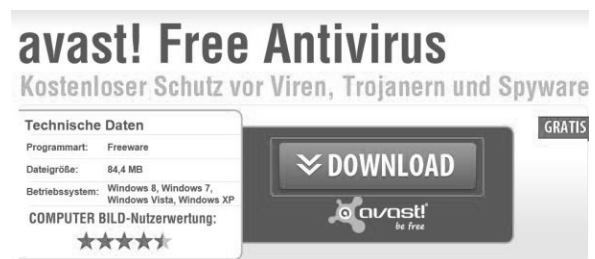 avast! Free Antivirus
Kostenloser Schutz vor Viren, Trojanern und Spyware
Technische Daten
Programmart: Freeware
Dateigröße: 84,4 MB
Betriebssystem: Windows 8, Windows 7,
Windows Vista, Windows XP
COMPUTER BILD-Nutzerwertung:
GRATIS
DOWNLOAD
avast!
be free